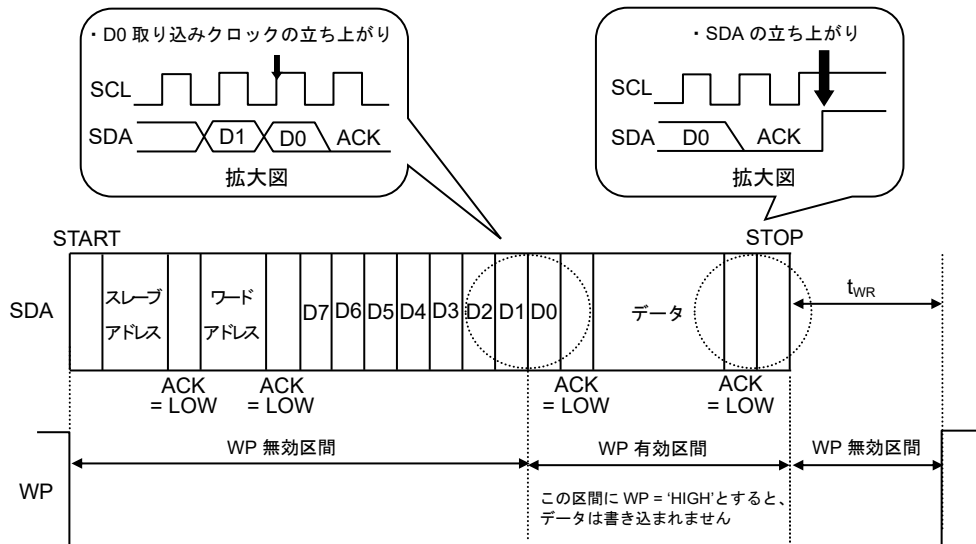 ・D0 取り込みクロックの立ち上がり
SCL
SDA
D1
D0
ACK
拡大図
・SDA の立ち上がり
SCL
SDA
D0
ACK
拡大図
START
STOP
SDA
スレーブ
アドレス
ワード
アドレス
D7
D6
D5
D4
D3
D2
D1
D0
データ
tWR
ACK
= LOW
ACK
= LOW
ACK
= LOW
ACK
= LOW
WP 無効区間
WP 有効区間
WP 無効区間
WP
この区間に WP = ‘HIGH’とすると、
データは書き込まれません